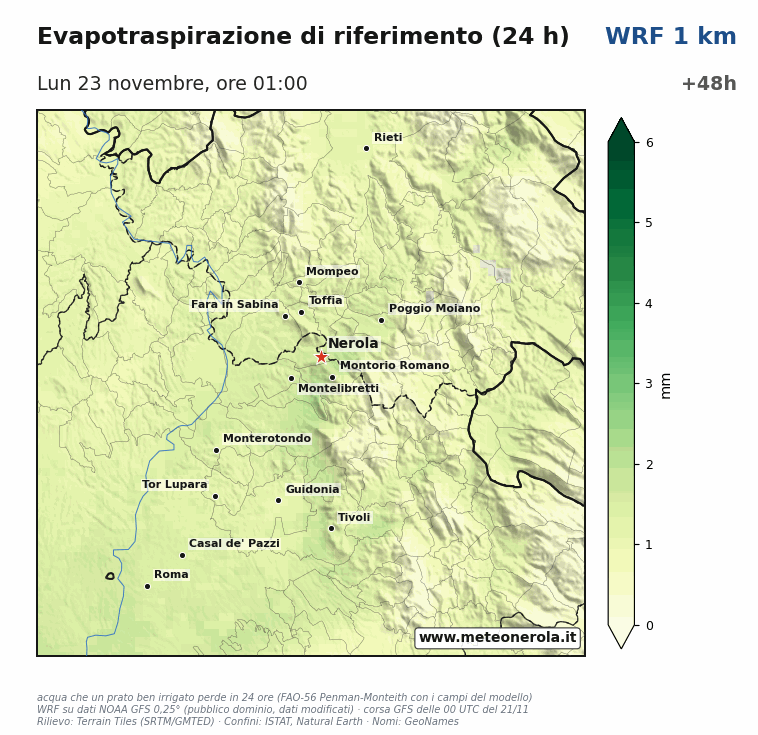 Evapotraspirazione di riferimento (24 h) WRF 1 km
Lun 23 novembre, ore 01:00 +48h
Rieti
Mompeo
Fara in Sabina Toffia
Poggio Moiano
Nerola
Montorio Romano
Montelibretti
Monterotondo
Tor Lupara
Guidonia
Tivoli
Casal de' Pazzi
Roma
www.meteonerola.it
6
5
4
3
2
1
0
mm
acqua che un prato ben irrigato perde in 24 ore (FAO-56 Penman-Monteith con i campi del modello)
WRF su dati NOAA GFS 0,25° (pubblico dominio, dati modificati) · corsa GFS delle 00 UTC del 21/11
Rilievo: Terrain Tiles (SRTM/GMTED) · Confini: ISTAT, Natural Earth · Nomi: GeoNames